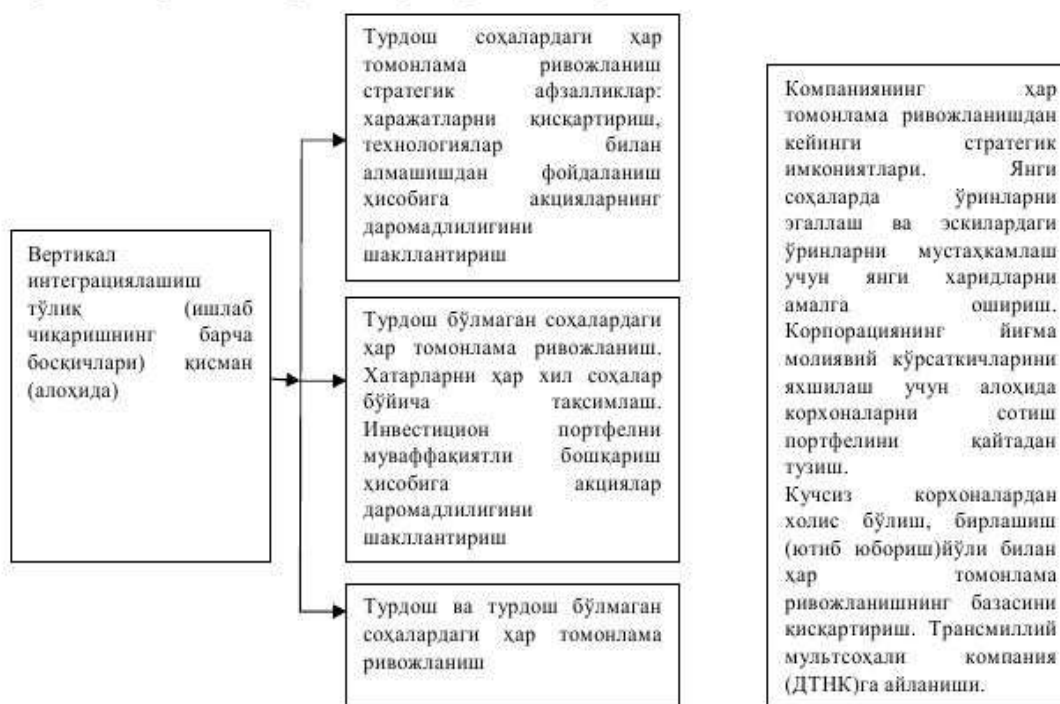 Вертикал
интеграциялашиш
тўлиқ (ишлаб
чиқаришнинг барча
босқичлари) қисман
(алоҳида)
Турдош соҳалардаги ҳар
томонлама ривожланиш
стратегик афзалликлар:
харажатларни қисқартириш,
технологиялар билан
алмашишдан фойдаланиш
ҳисобига акцияларнинг
даромадлилигини
шакллантириш
Турдош бўлмаган соҳалардаги
ҳар томонлама ривожланиш.
Хатарларни ҳар хил соҳалар
бўйича тақсимлаш.
Инвестицион портфелни
муваффақиятли бошқариш
ҳисобига акциялар
даромадлилигини
шакллантириш
Турдош ва турдош бўлмаган
соҳалардаги ҳар томонлама
ривожланиш
Компаниянинг ҳар
томонлама ривожланишдан
кейинги стратегик
имкониятлари. Янги
соҳаларда ўринларни
эгаллаш ва эскилардаги
ўринларни мустаҳкамлаш
учун янги харидларни
амалга ошириш.
Корпорациянинг йиғма
молиявий кўрсаткичларини
яхшилаш учун алоҳида
корхоналарни сотиш
портфелини қайтадан
тузиш.
Кучсиз корхоналардан
холис бўлиш, бирлашиш
(ютиб юбориш)йўли билан
ҳар томонлама
ривожланишнинг базасини
қисқартириш. Трансмиллий
мультсоҳали компания
(ДТНК)га айланиши.